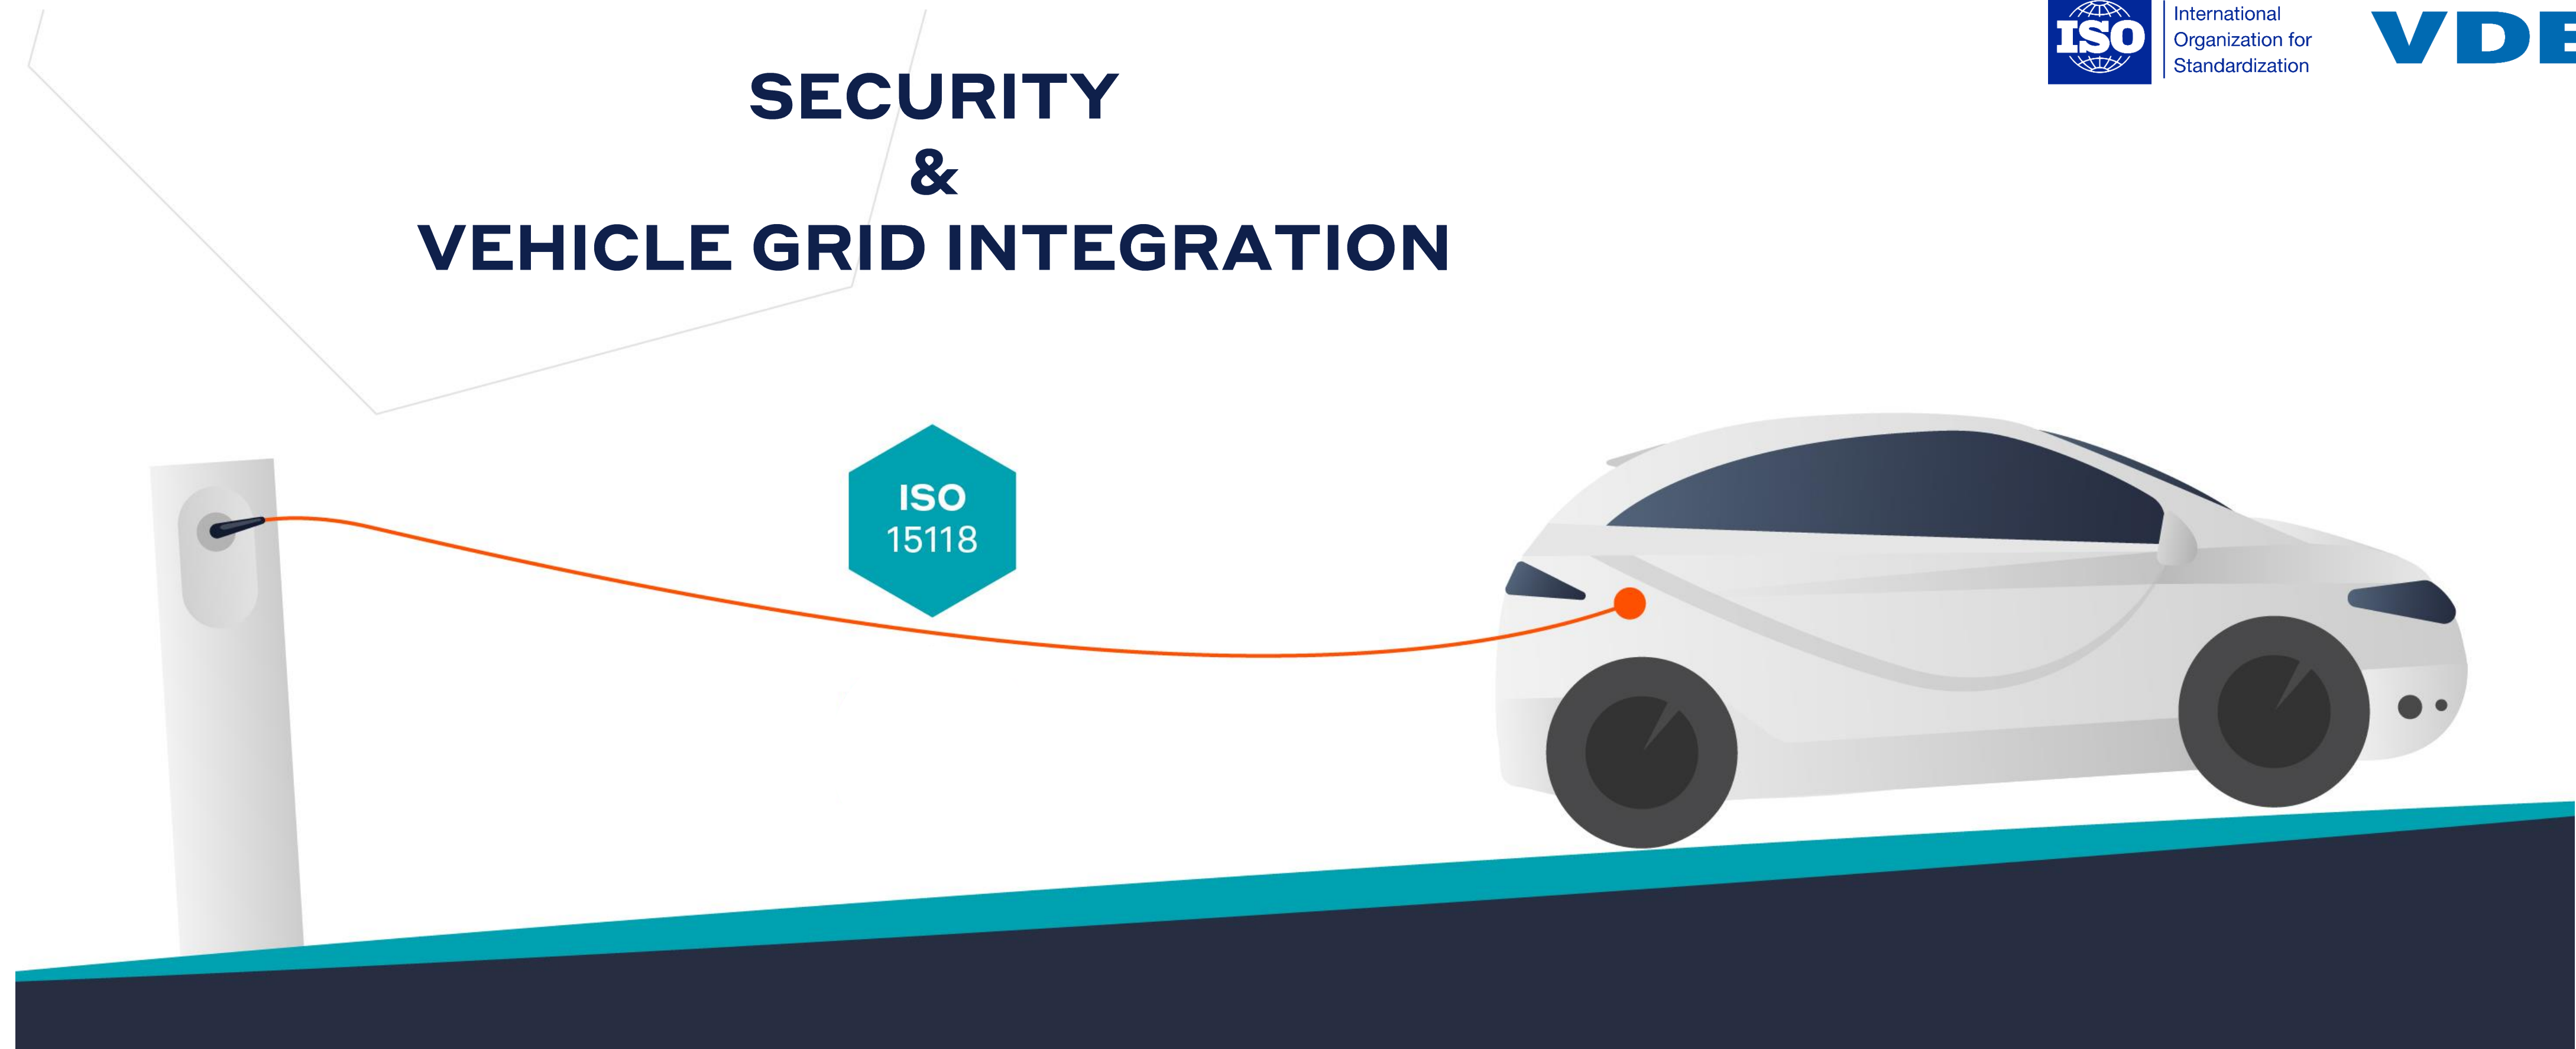 SECURITY
&
VEHICLE GRID INTEGRATION
ISO
International
Organization for
Standardization
VDE
ISO
15118